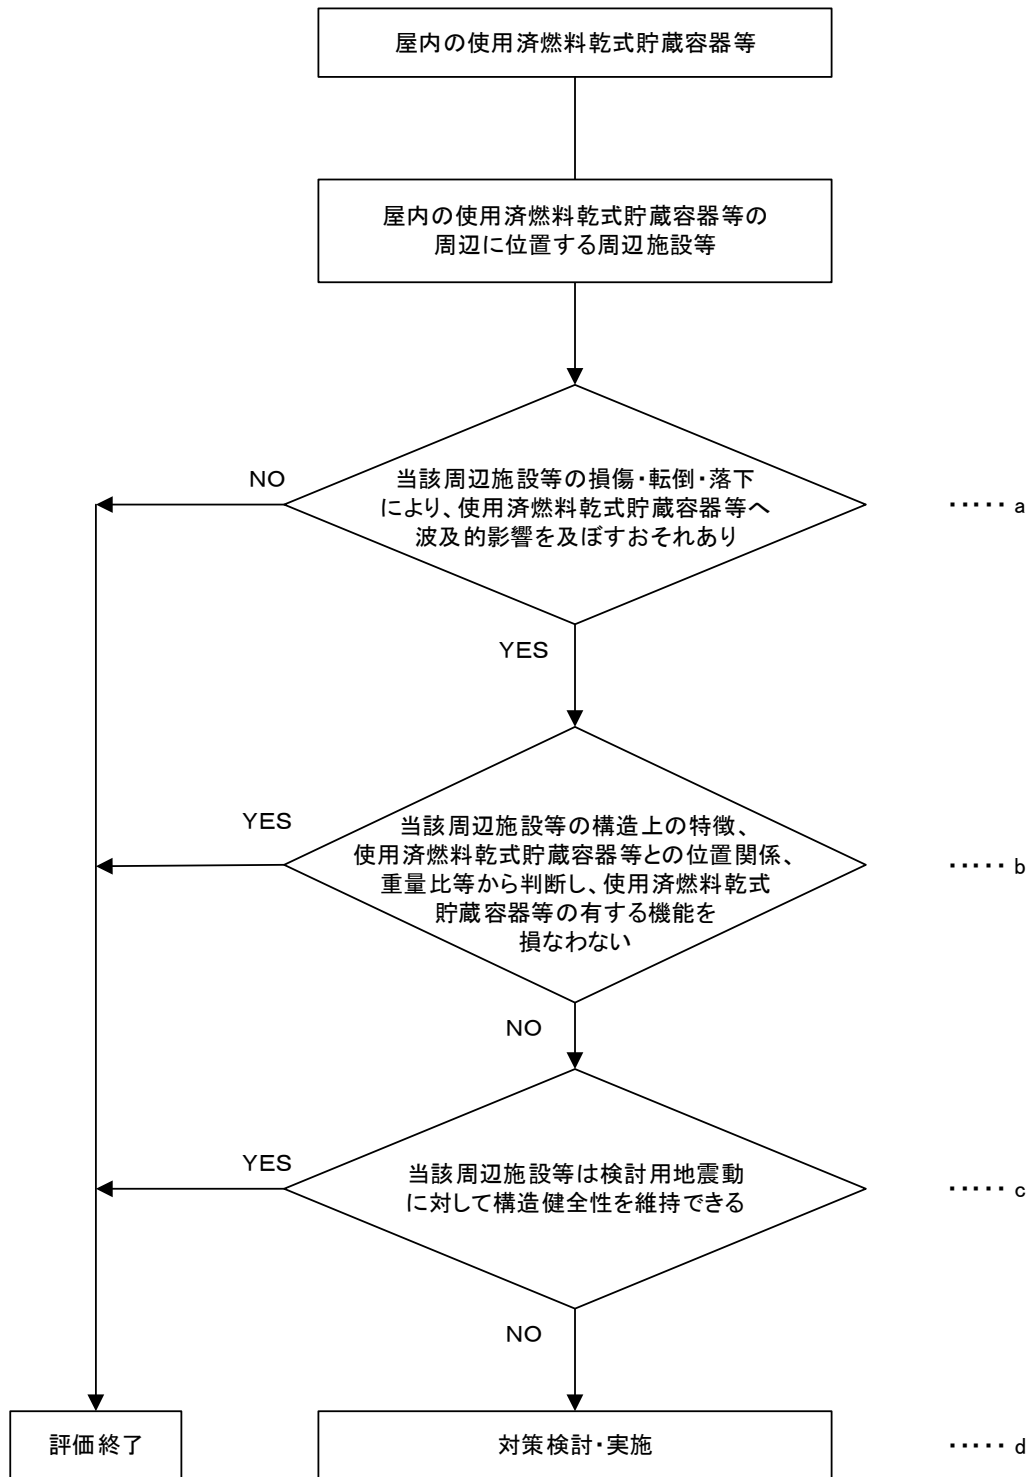 屋内の使用済燃料乾式貯蔵容器等
屋内の使用済燃料乾式貯蔵容器等の
周辺に位置する周辺施設等
NO
当該周辺施設等の損傷・転倒・落下
により、使用済燃料乾式貯蔵容器等へ
波及的影響を及ぼすおそれあり
‥‥‥ a
YES
YES
当該周辺施設等の構造上の特徴、
使用済燃料乾式貯蔵容器等との位置関係、
重量比等から判断し、使用済燃料乾式
貯蔵容器等の有する機能を
損なわない
‥‥‥ b
NO
YES
当該周辺施設等は検討用地震動
に対して構造健全性を維持できる
‥‥‥ c
NO
評価終了
対策検討・実施
‥‥‥ d